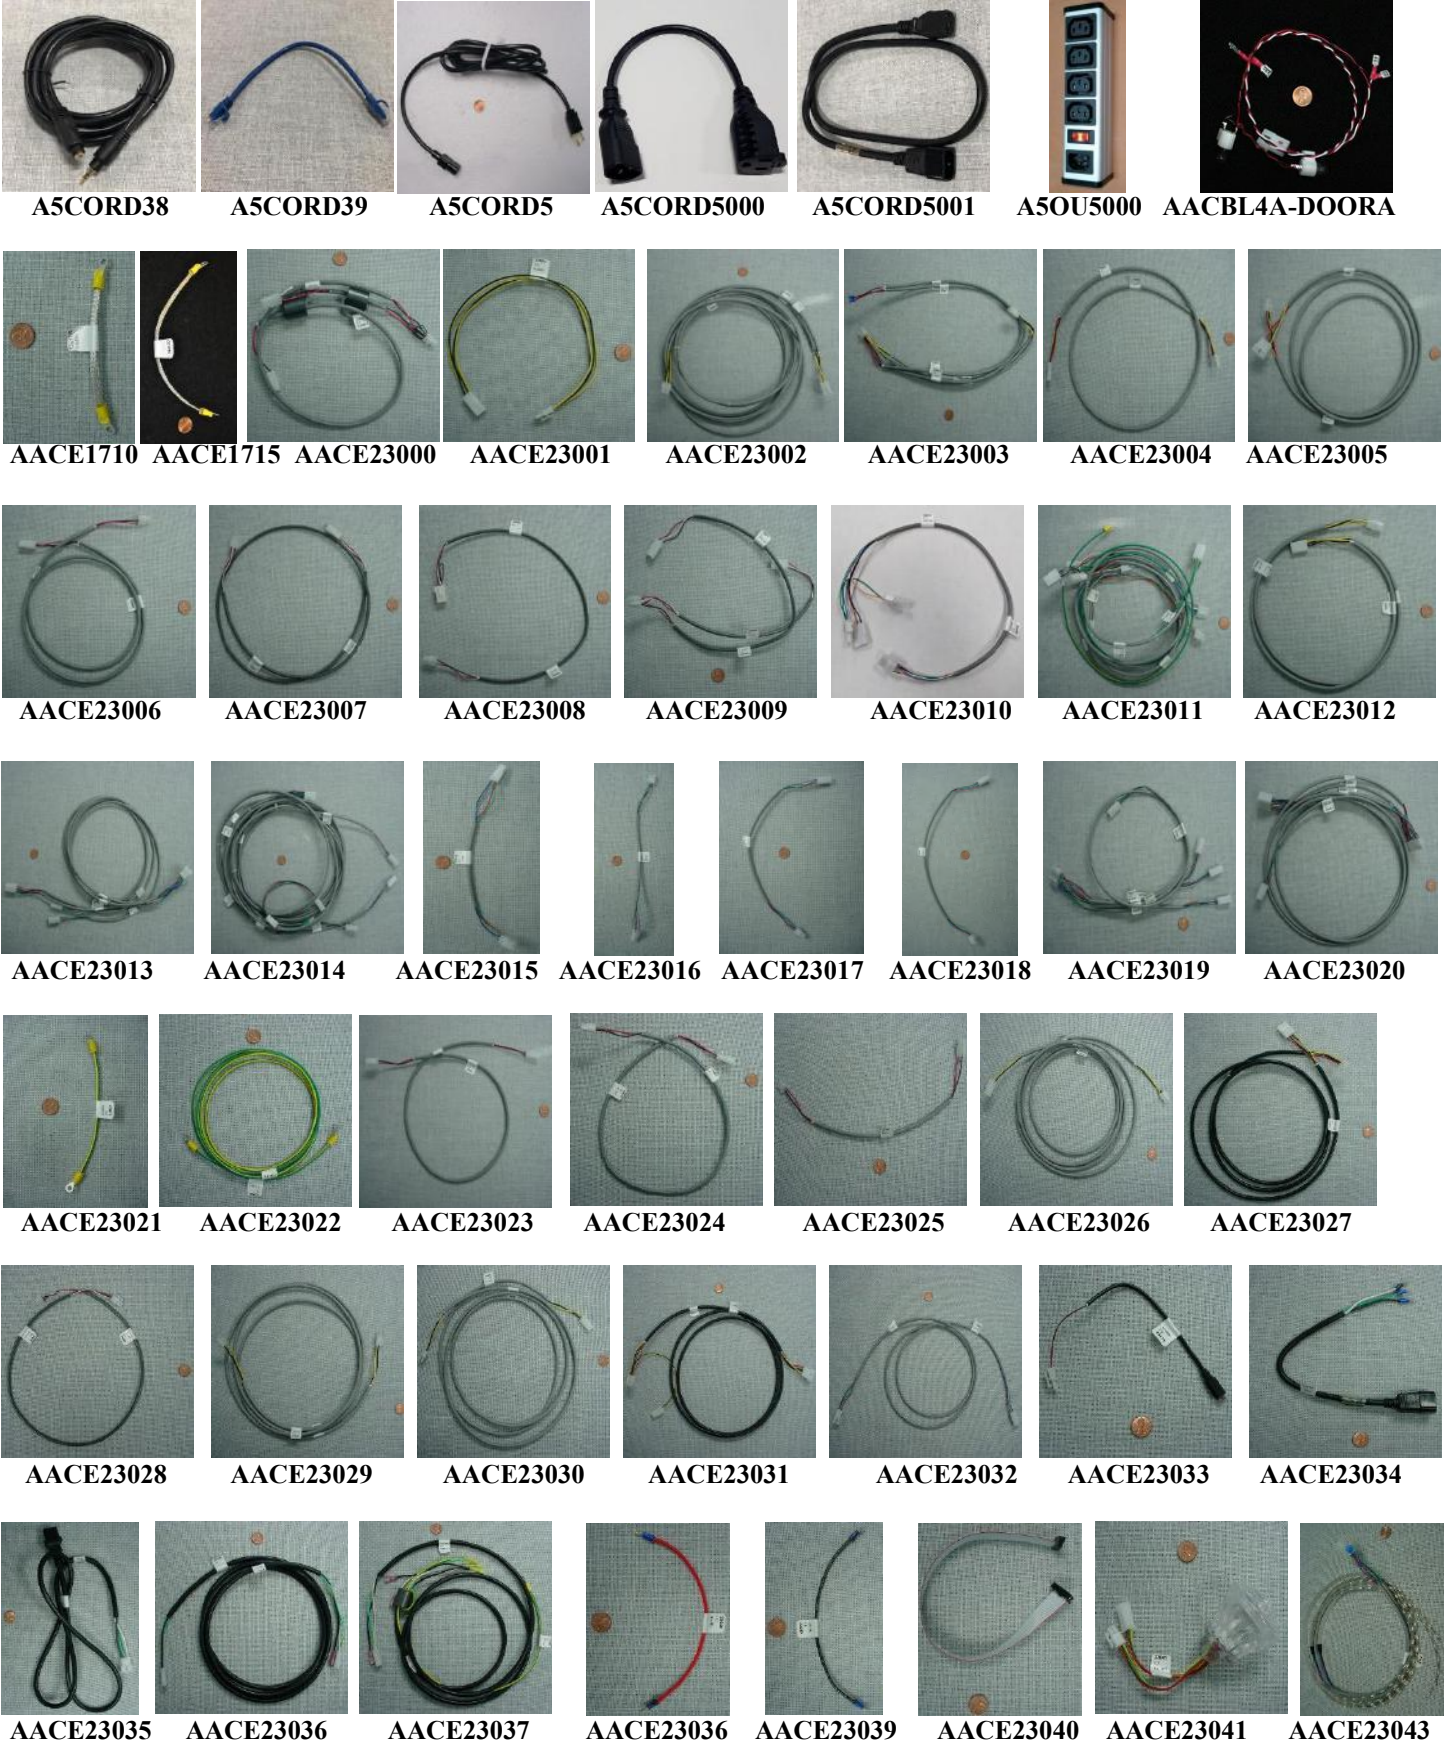 A5CORD38 A5CORD39 A5CORD5 A5CORD5000 A5CORD5001 A5OU5000 AACBL4A-DOORA
AACE1710 AACE1715 AACE23000 AACE23001 AACE23002 AACE23003 AACE23004 AACE23005
AACE23006 AACE23007 AACE23008 AACE23009 AACE23010 AACE23011 AACE23012
AACE23013 AACE23014 AACE23015 AACE23016 AACE23017 AACE23018 AACE23019 AACE23020
AACE23021 AACE23022 AACE23023 AACE23024 AACE23025 AACE23026 AACE23027
AACE23028 AACE23029 AACE23030 AACE23031 AACE23032 AACE23033 AACE23034
AACE23035 AACE23036 AACE23037 AACE23036 AACE23039 AACE23040 AACE23041 AACE23043